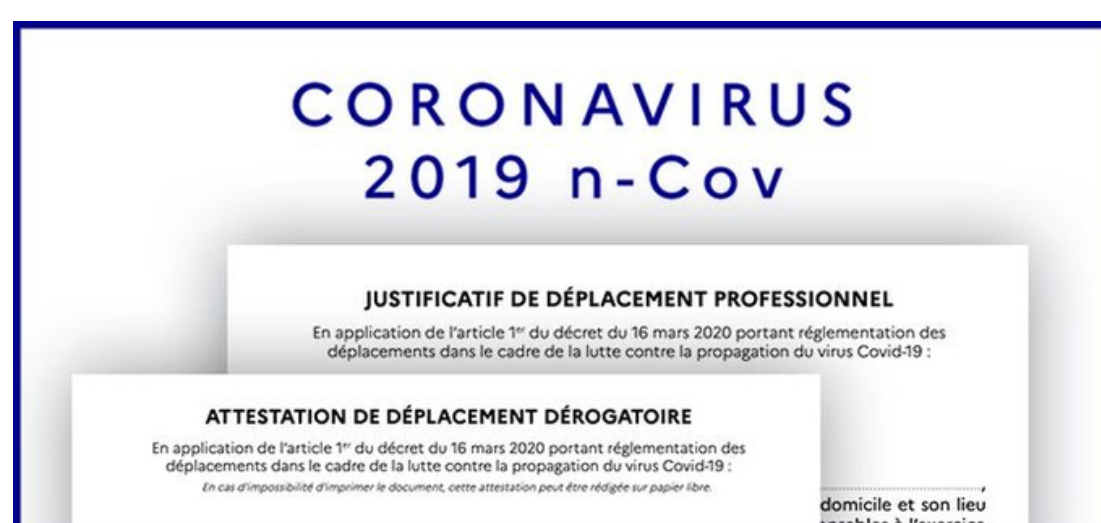 CORONAVIRUS
2019 n-Cov
JUSTIFICATIF DE DÉPLACEMENT PROFESSIONNEL
En application de l'article 1er du décret du 16 mars 2020 portant réglementation des
déplacements dans le cadre de la lutte contre la propagation du virus Covid-19 :
ATTESTATION DE DÉPLACEMENT DÉROGATOIRE
En application de l'article 1er du décret du 16 mars 2020 portant réglementation des
déplacements dans le cadre de la lutte contre la propagation du virus Covid-19 :
En cas d'impossibilité d'imprimer le document, cette attestation peut être rédigée sur papier libre.
domicile et son lieu